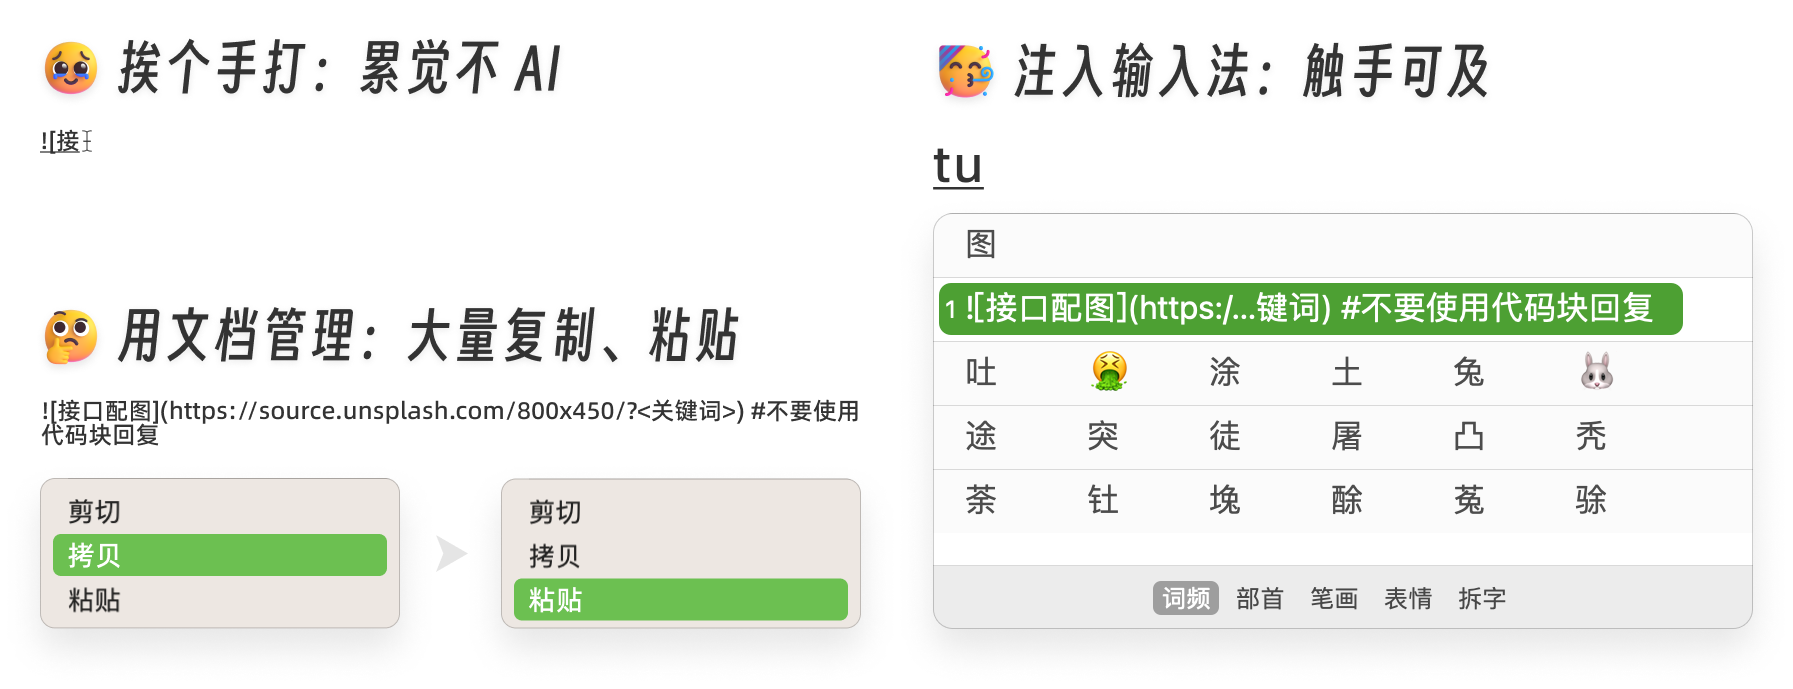 🥹 挨个手打：累觉不 AI
![接
🤔 用文档管理：大量复制、粘贴
![接口配图](https://source.unsplash.com/800x450/?<关键词>) #不要使用
代码块回复
剪切
拷贝
粘贴
剪切
拷贝
粘贴
🥳 注入输入法：触手可及
tu
图
1 ![接口配图](https:/...键词) #不要使用代码块回复
吐 🤮 涂 土 兔 🐰
途 突 徒 屠 凸 秃
荼 钍 堍 酴 菟 䮄
词频 部首 笔画 表情 拆字